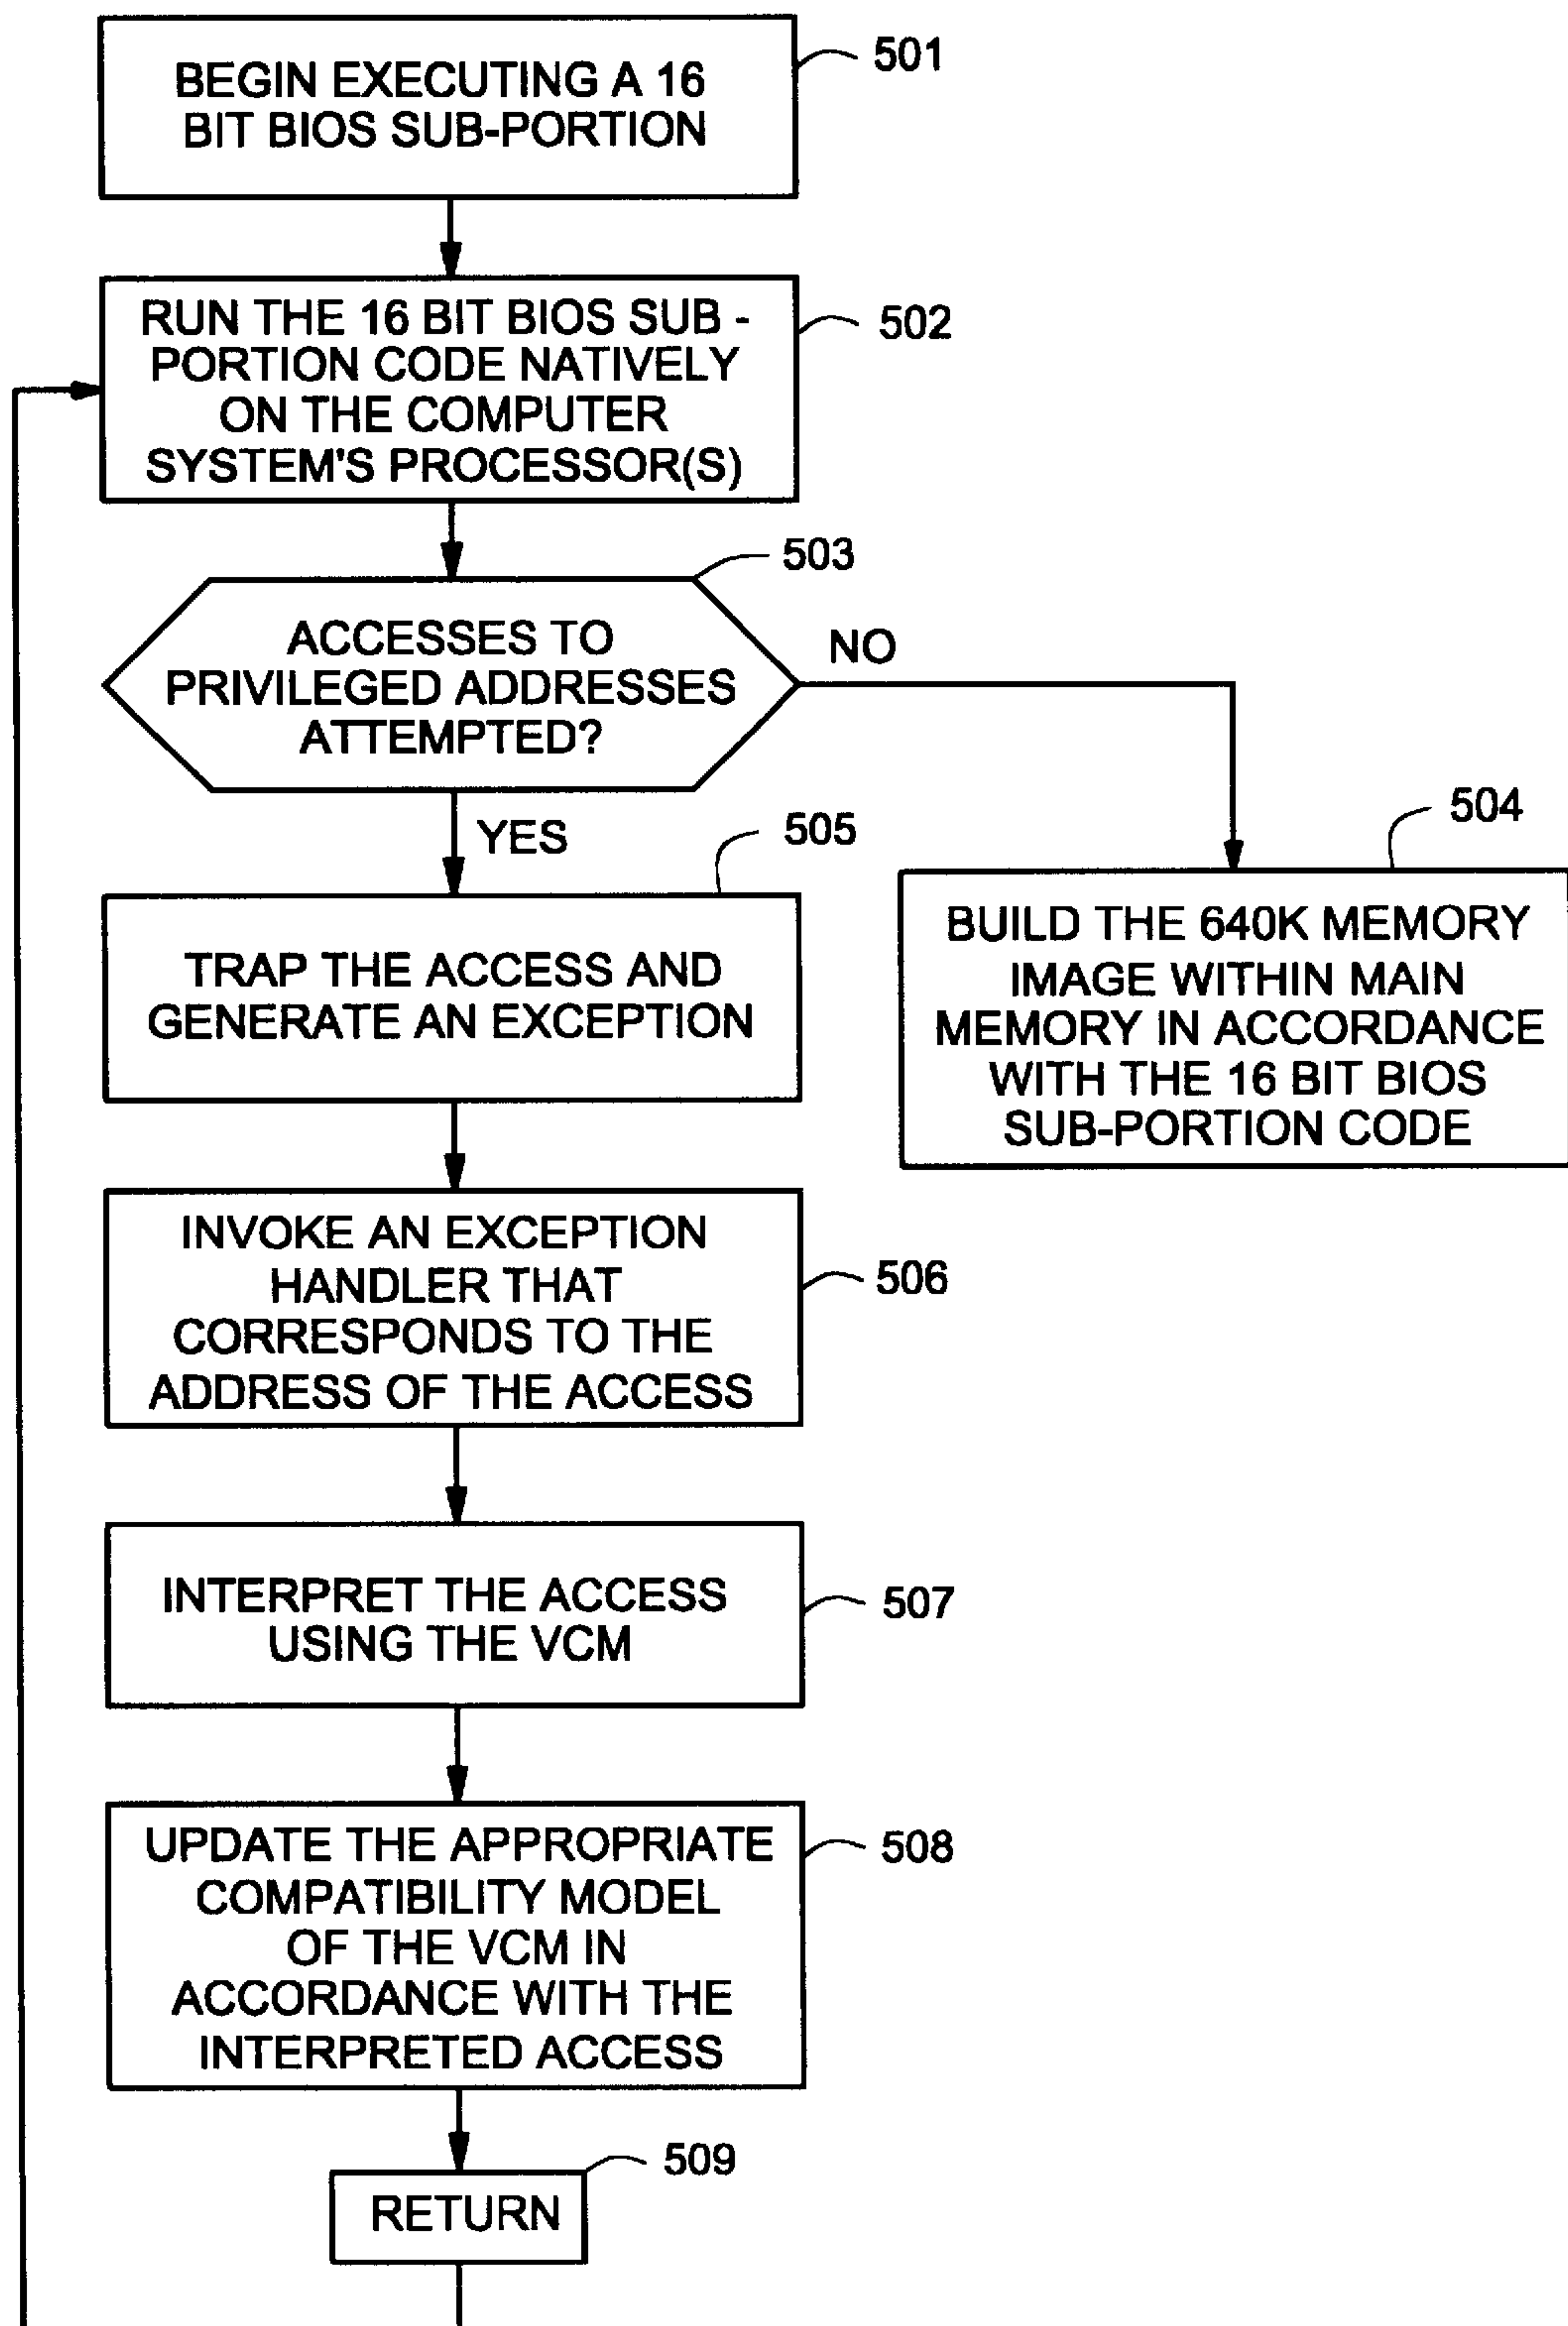 BEGIN EXECUTING A 16
BIT BIOS SUB-PORTION
501
RUN THE 16 BIT BIOS SUB -
PORTION CODE NATIVELY
ON THE COMPUTER
SYSTEM'S PROCESSOR(S)
502
503
ACCESSES TO
PRIVILEGED ADDRESSES
ATTEMPTED?
NO
YES
504
BUILD THE 640K MEMORY
IMAGE WITHIN MAIN
MEMORY IN ACCORDANCE
WITH THE 16 BIT BIOS
SUB-PORTION CODE
505
TRAP THE ACCESS AND
GENERATE AN EXCEPTION
INVOKE AN EXCEPTION
HANDLER THAT
CORRESPONDS TO THE
ADDRESS OF THE ACCESS
506
INTERPRET THE ACCESS
USING THE VCM
507
UPDATE THE APPROPRIATE
COMPATIBILITY MODEL
OF THE VCM IN
ACCORDANCE WITH THE
INTERPRETED ACCESS
508
509
RETURN